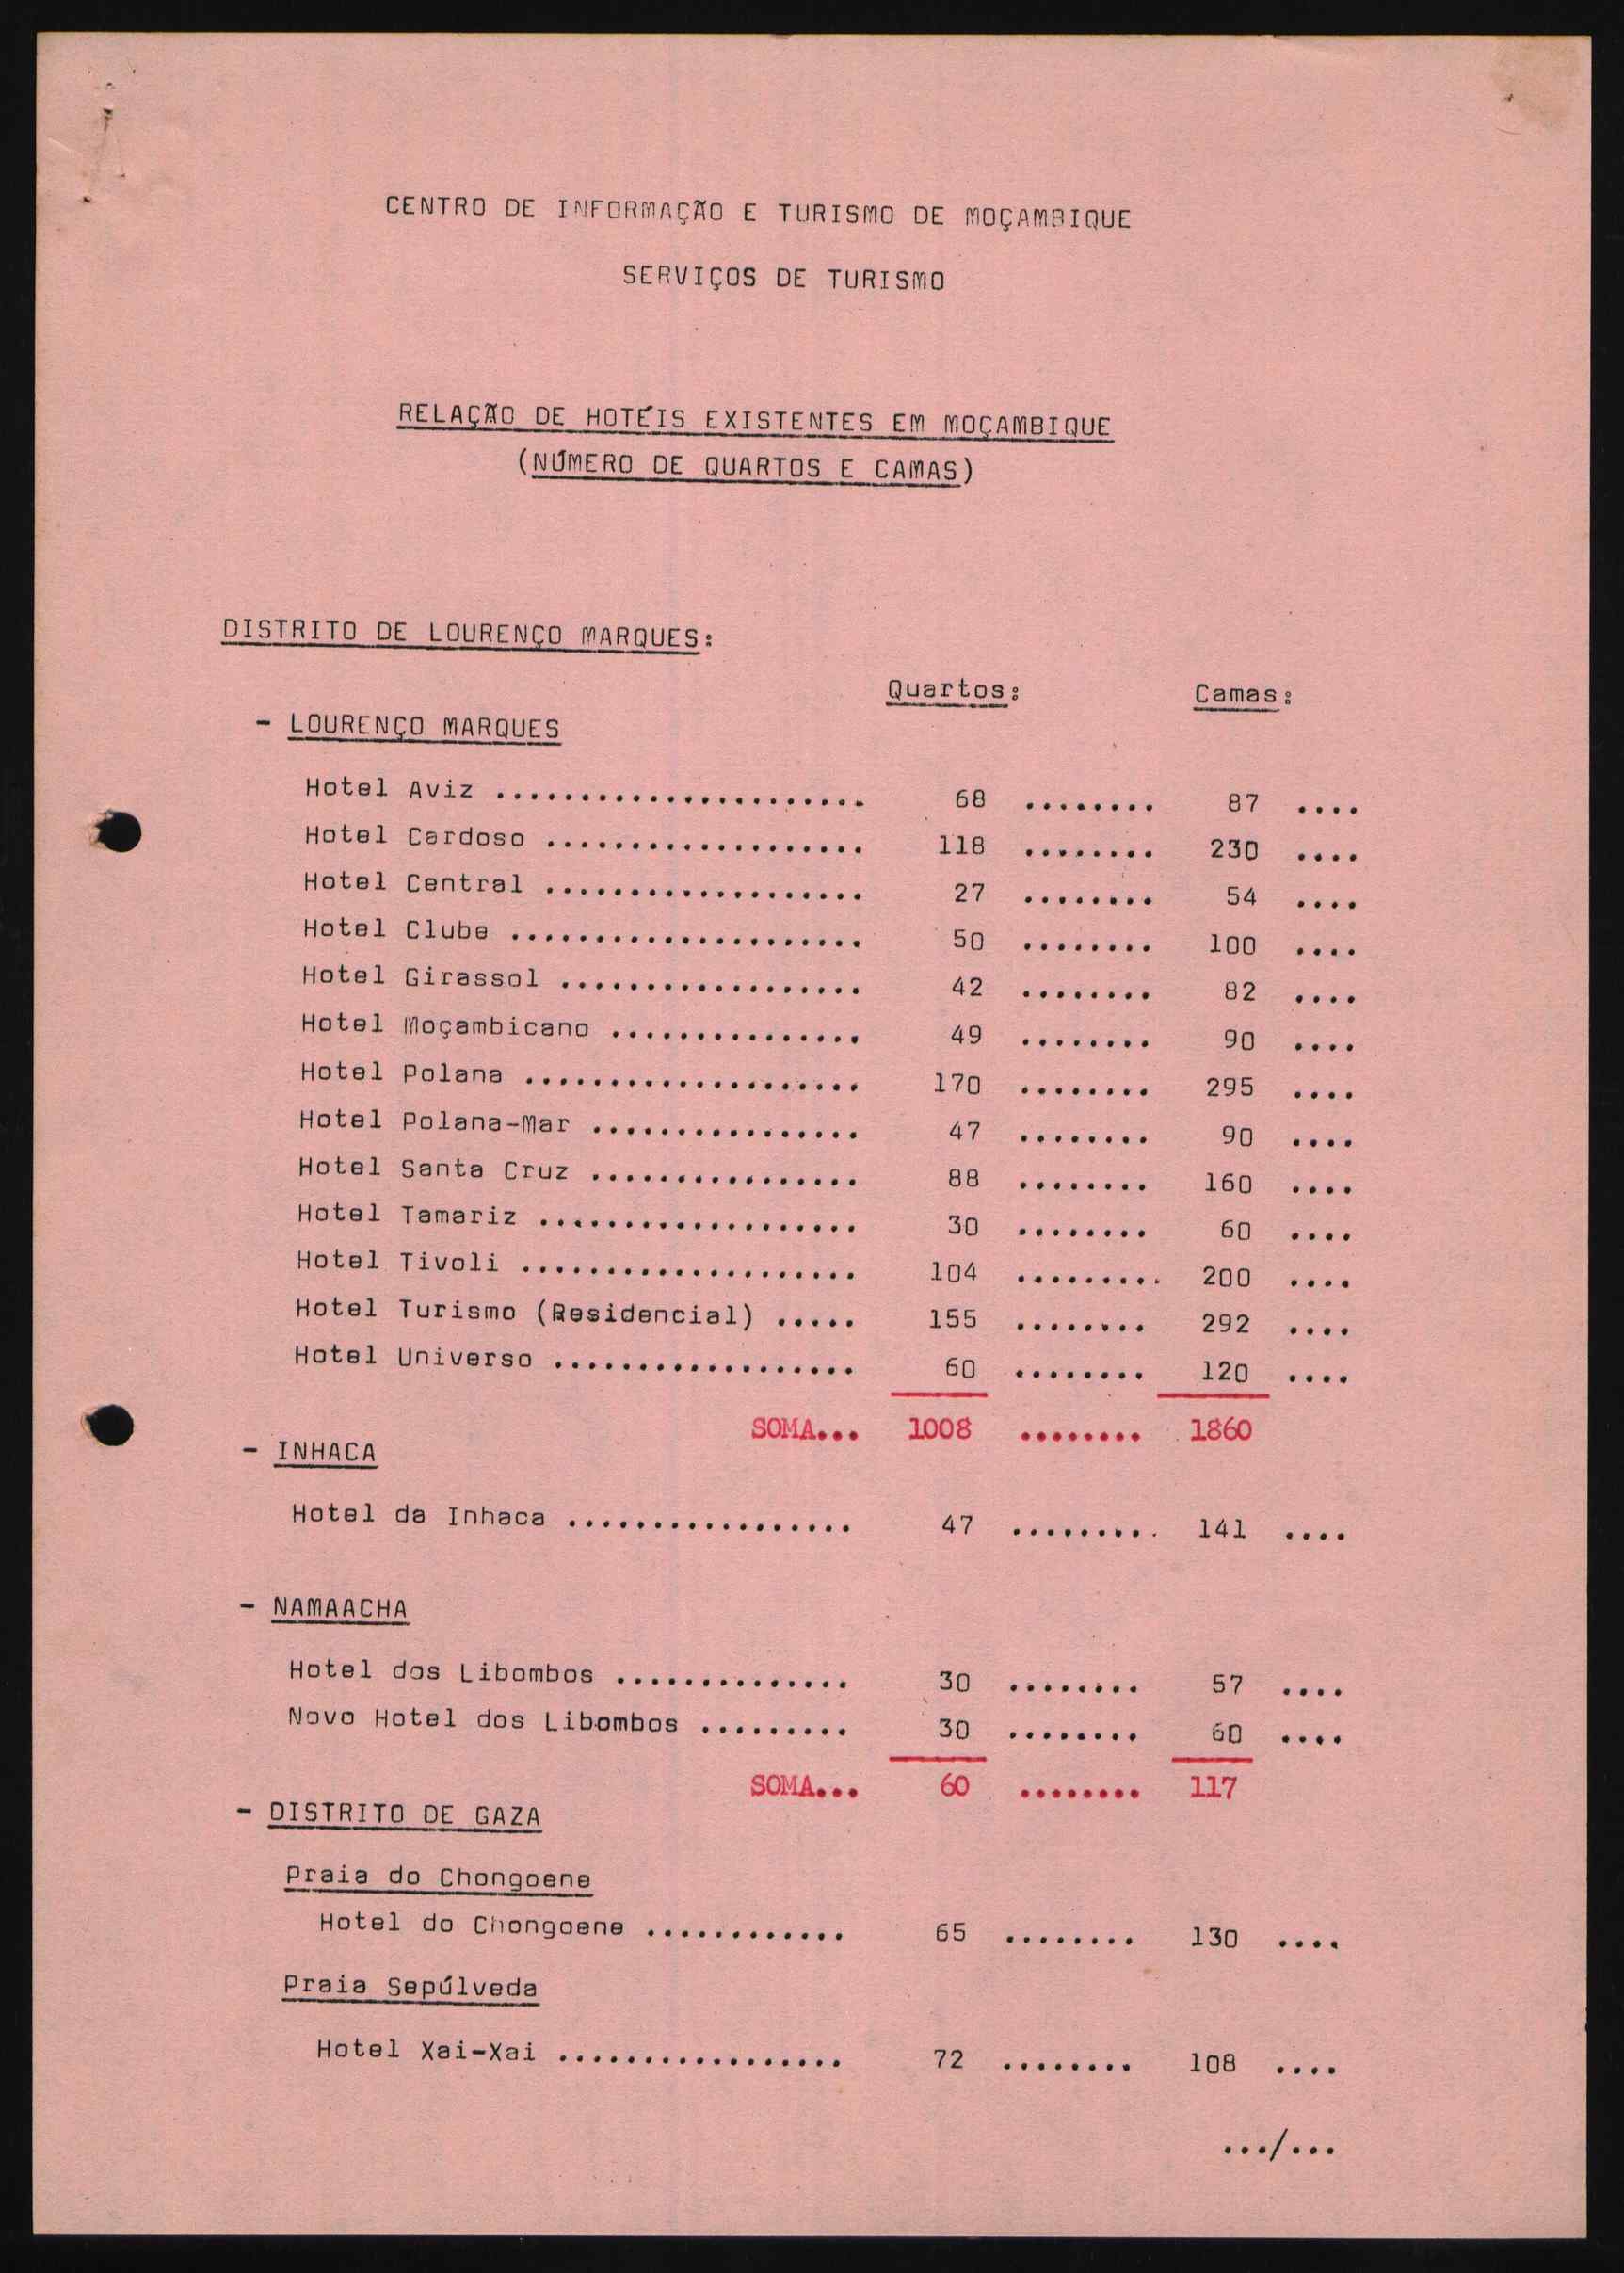 CENTRO DE INFORMAÇÃO E TURISMO DE MOÇAMBIQUE
SERVIÇOS DE TURISMO
RELAÇÃO DE HOTÉIS EXISTENTES EM MOÇAMBIQUE
(NÚMERO DE QUARTOS E CAMAS)
DISTRITO DE LOURENÇO MARQUES:
Quartos: Camas:
- LOURENÇO MARQUES
Hotel Aviz ...................... 68 ........ 87 ....
Hotel Cardoso ................... 118 ........ 230 ....
Hotel Central ................... 27 ........ 54 ....
Hotel Clube ..................... 50 ........ 100 ....
Hotel Girassol .................. 42 ........ 82 ....
Hotel Moçambicano ............... 49 ........ 90 ....
Hotel Polana .................... 170 ........ 295 ....
Hotel Polana-Mar ................ 47 ........ 90 ....
Hotel Santa Cruz ................ 88 ........ 160 ....
Hotel Tamariz ................... 30 ........ 60 ....
Hotel Tivoli .................... 104 ......... 200 ....
Hotel Turismo (Residencial) ..... 155 ........ 292 ....
Hotel Universo .................. 60 ........ 120 ....
SOMA... 1008 ........ 1860
- INHACA
Hotel da Inhaca ................. 47 ......... 141 ....
- NAMAACHA
Hotel dos Libombos .............. 30 ........ 57 ....
Novo Hotel dos Libombos ......... 30 ........ 60 ....
SOMA... 60 ........ 117
- DISTRITO DE GAZA
Praia do Chongoene
Hotel do Chongoene ............ 65 ........ 130 ....
Praia Sepúlveda
Hotel Xai-Xai ................. 72 ........ 108 ....
.../...